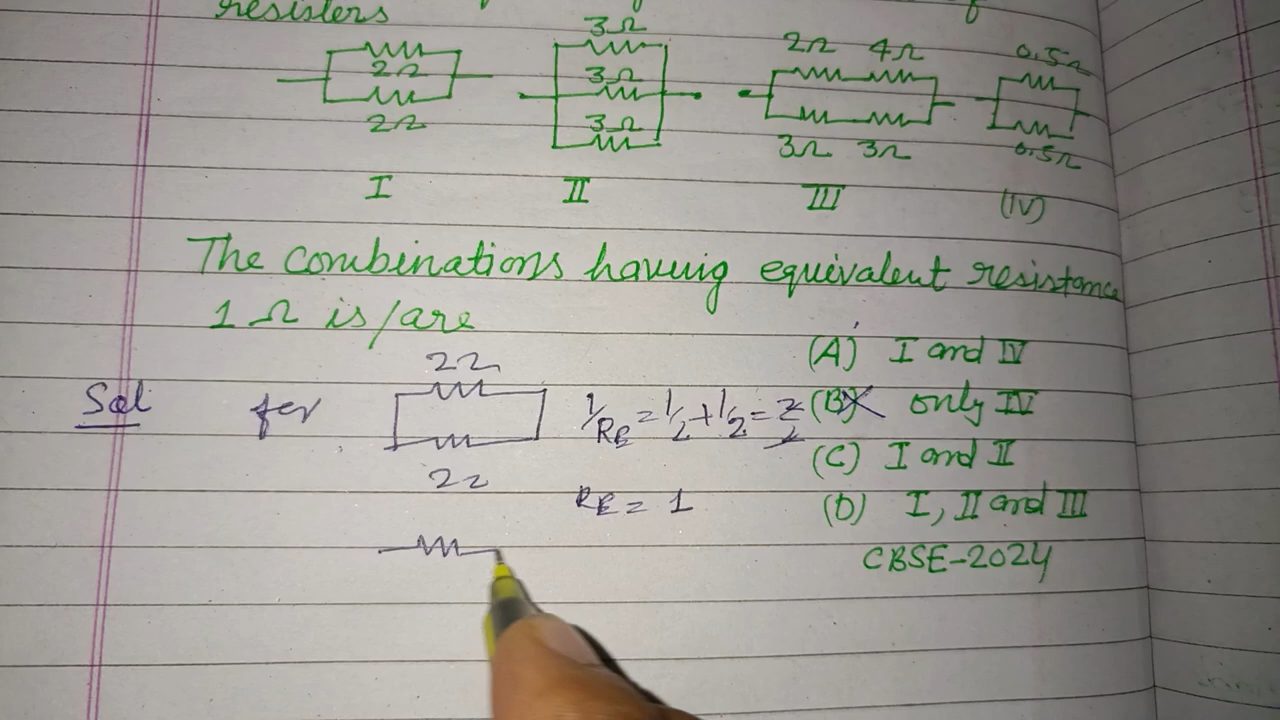 resisters of
2Ω
2Ω
I
3Ω
3Ω
3Ω
II
2Ω 4Ω
3Ω 3Ω
III
0.5Ω
0.5Ω
(IV)
The combinations having equivalent resistance
1 Ω is/are
(A) I and IV
(B) only IV
(C) I and II
(D) I, II and III
CBSE-2024
Sol for
2Ω
2Ω
1/RE = 1/2 + 1/2 = 2/2
RE = 1